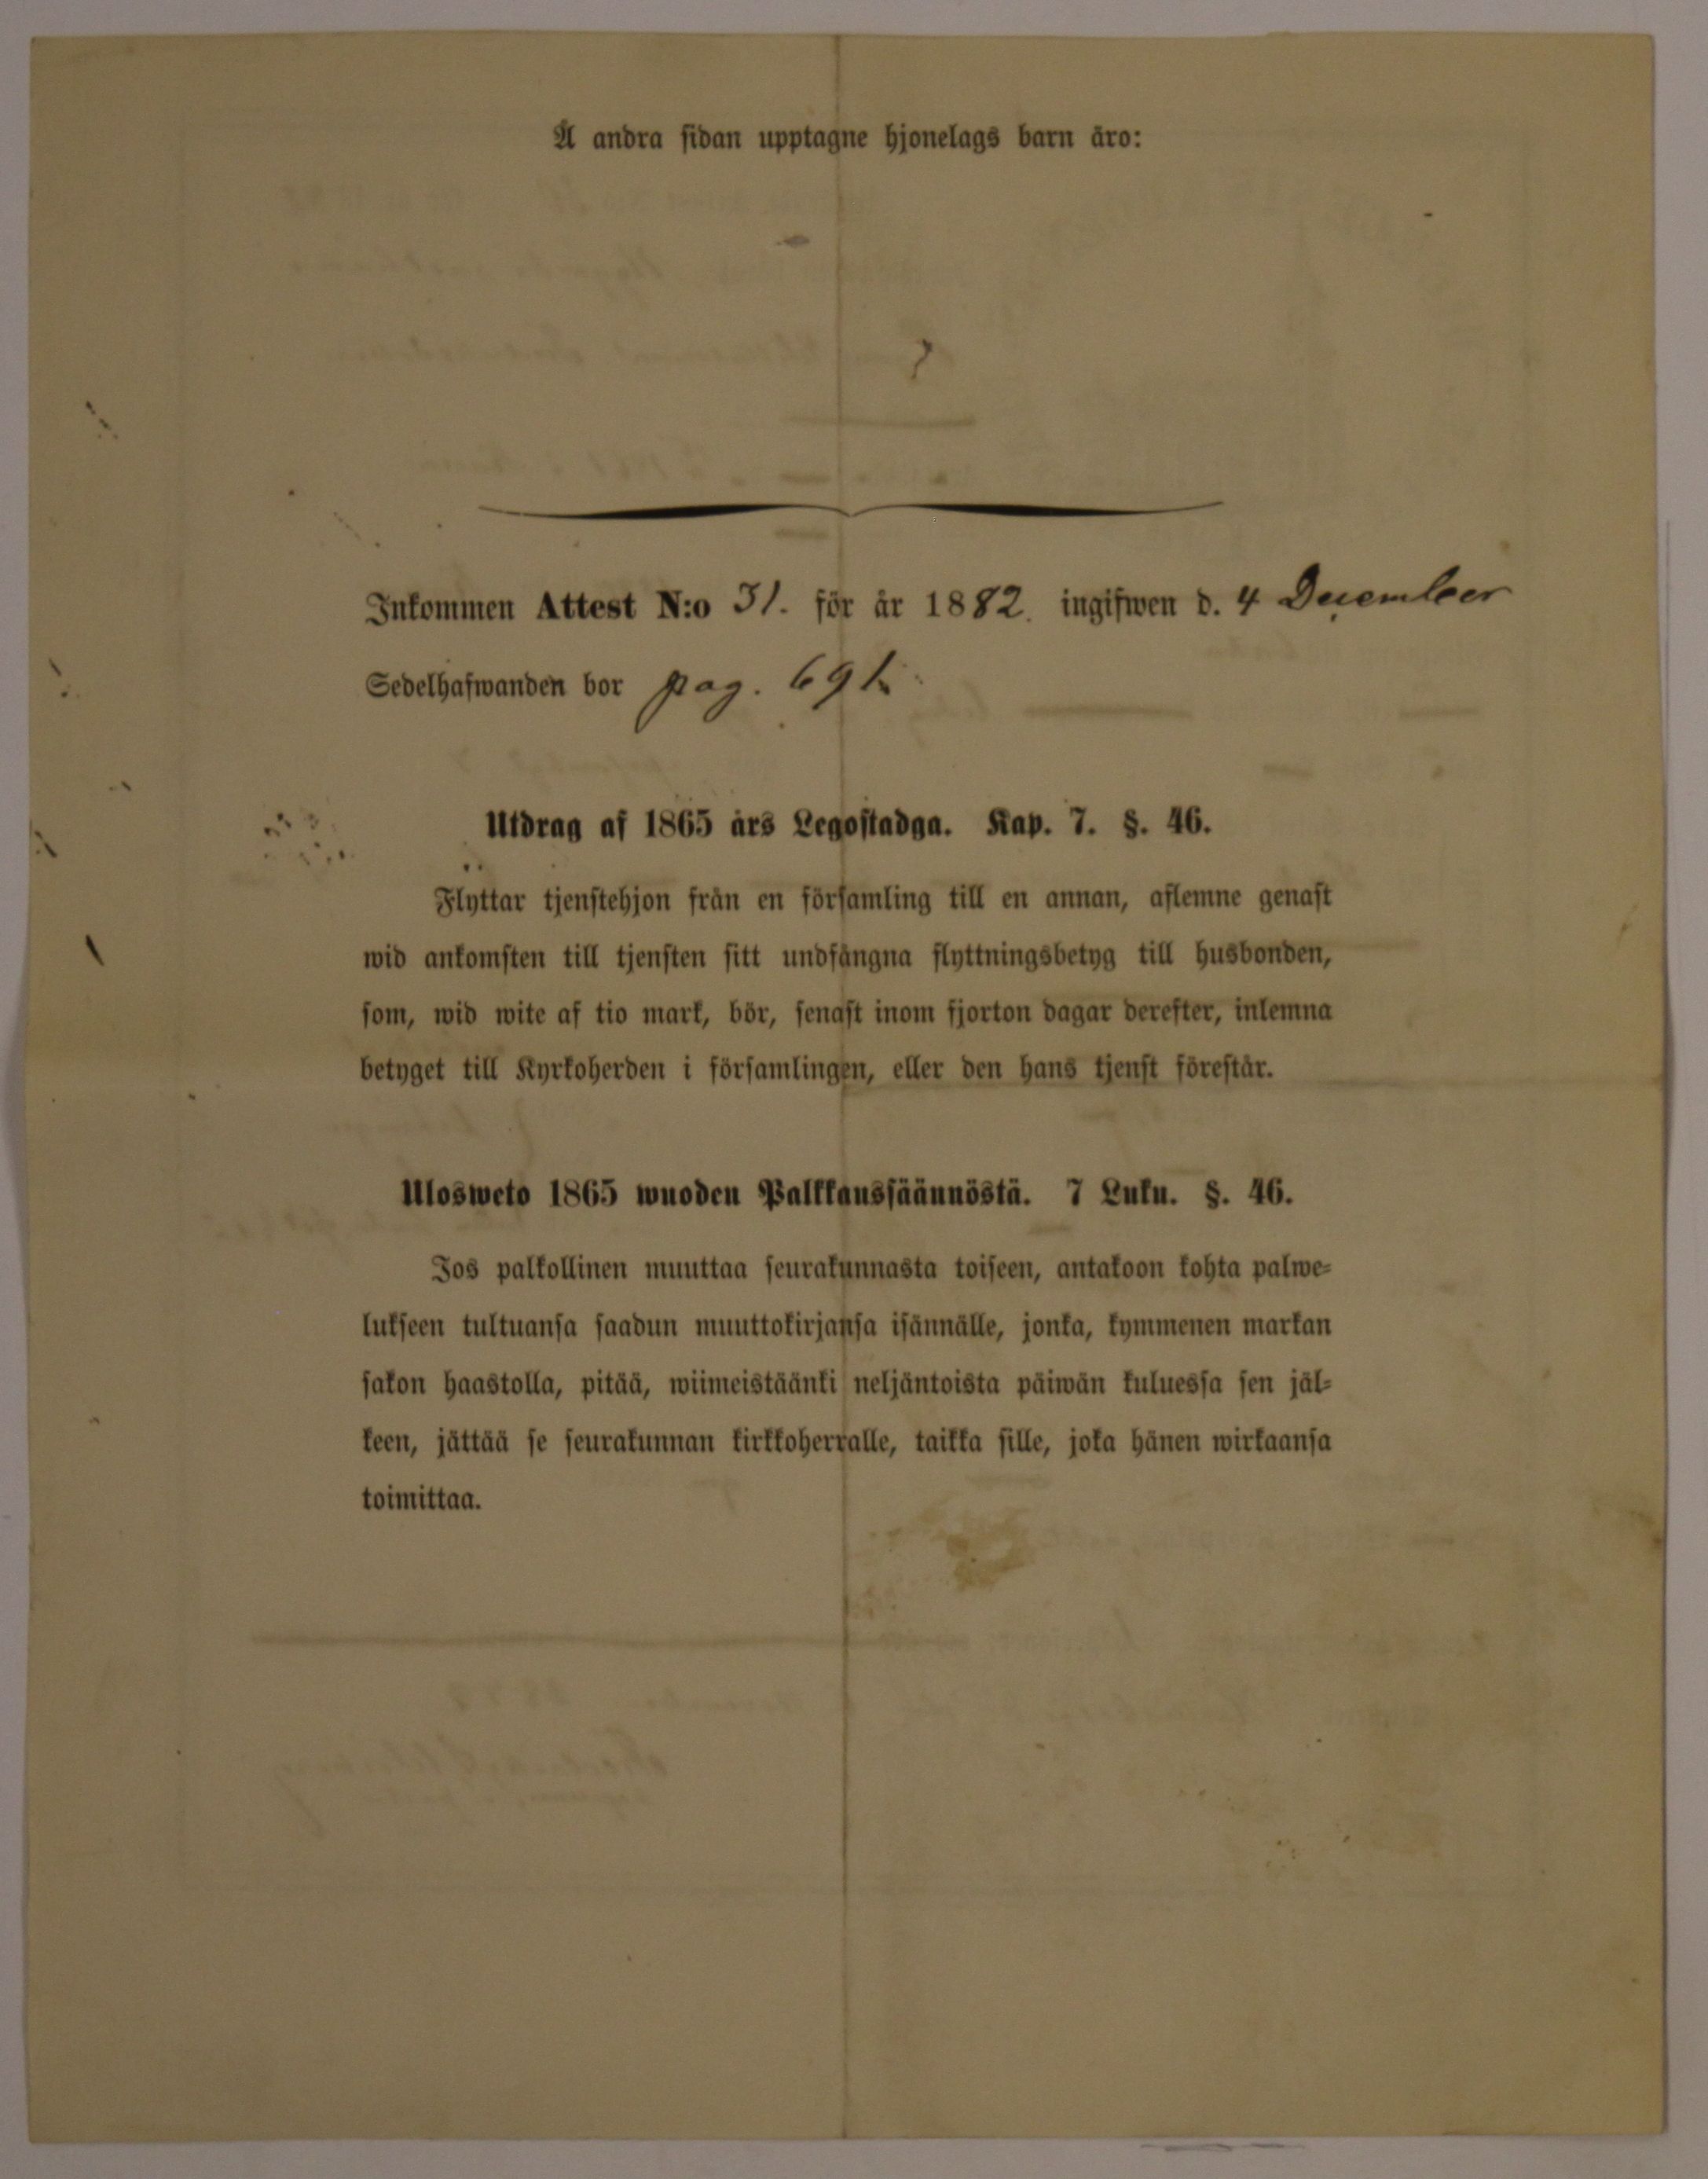 Å andra sidan upptagne hjonelags barn äro:
Inkommen Attest N:o 31. för år 1882. ingifwen d. 4 December
Sedelhafwanden bor pag. 691.
Utdrag af 1865 års Legostadga. Kap. 7. §. 46.
Flyttar tjenstehjon från en församling till en annan, aflemne genast
wid ankomsten till tjensten sitt undfångna flyttningsbetyg till husbonden,
som, wid wite af tio mark, bör, senast inom fjorton dagar derefter, inlemna
betyget till Kyrkoherden i församlingen, eller den hans tjenst förestår.
Ulosweto 1865 wuoden Palkkaussäännöstä. 7 Luku. §. 46.
Jos palkollinen muuttaa seurakunnasta toiseen, antakoon kohta palwe-
lukseen tultuansa saadun muuttokirjansa isännälle, jonka, kymmenen markan
sakon haastolla, pitää, wiimeistäänki neljäntoista päiwän kuluessa sen jäl-
keen, jättää se seurakunnan kirkkoherralle, taikka sille, joka hänen wirkaansa
toimittaa.